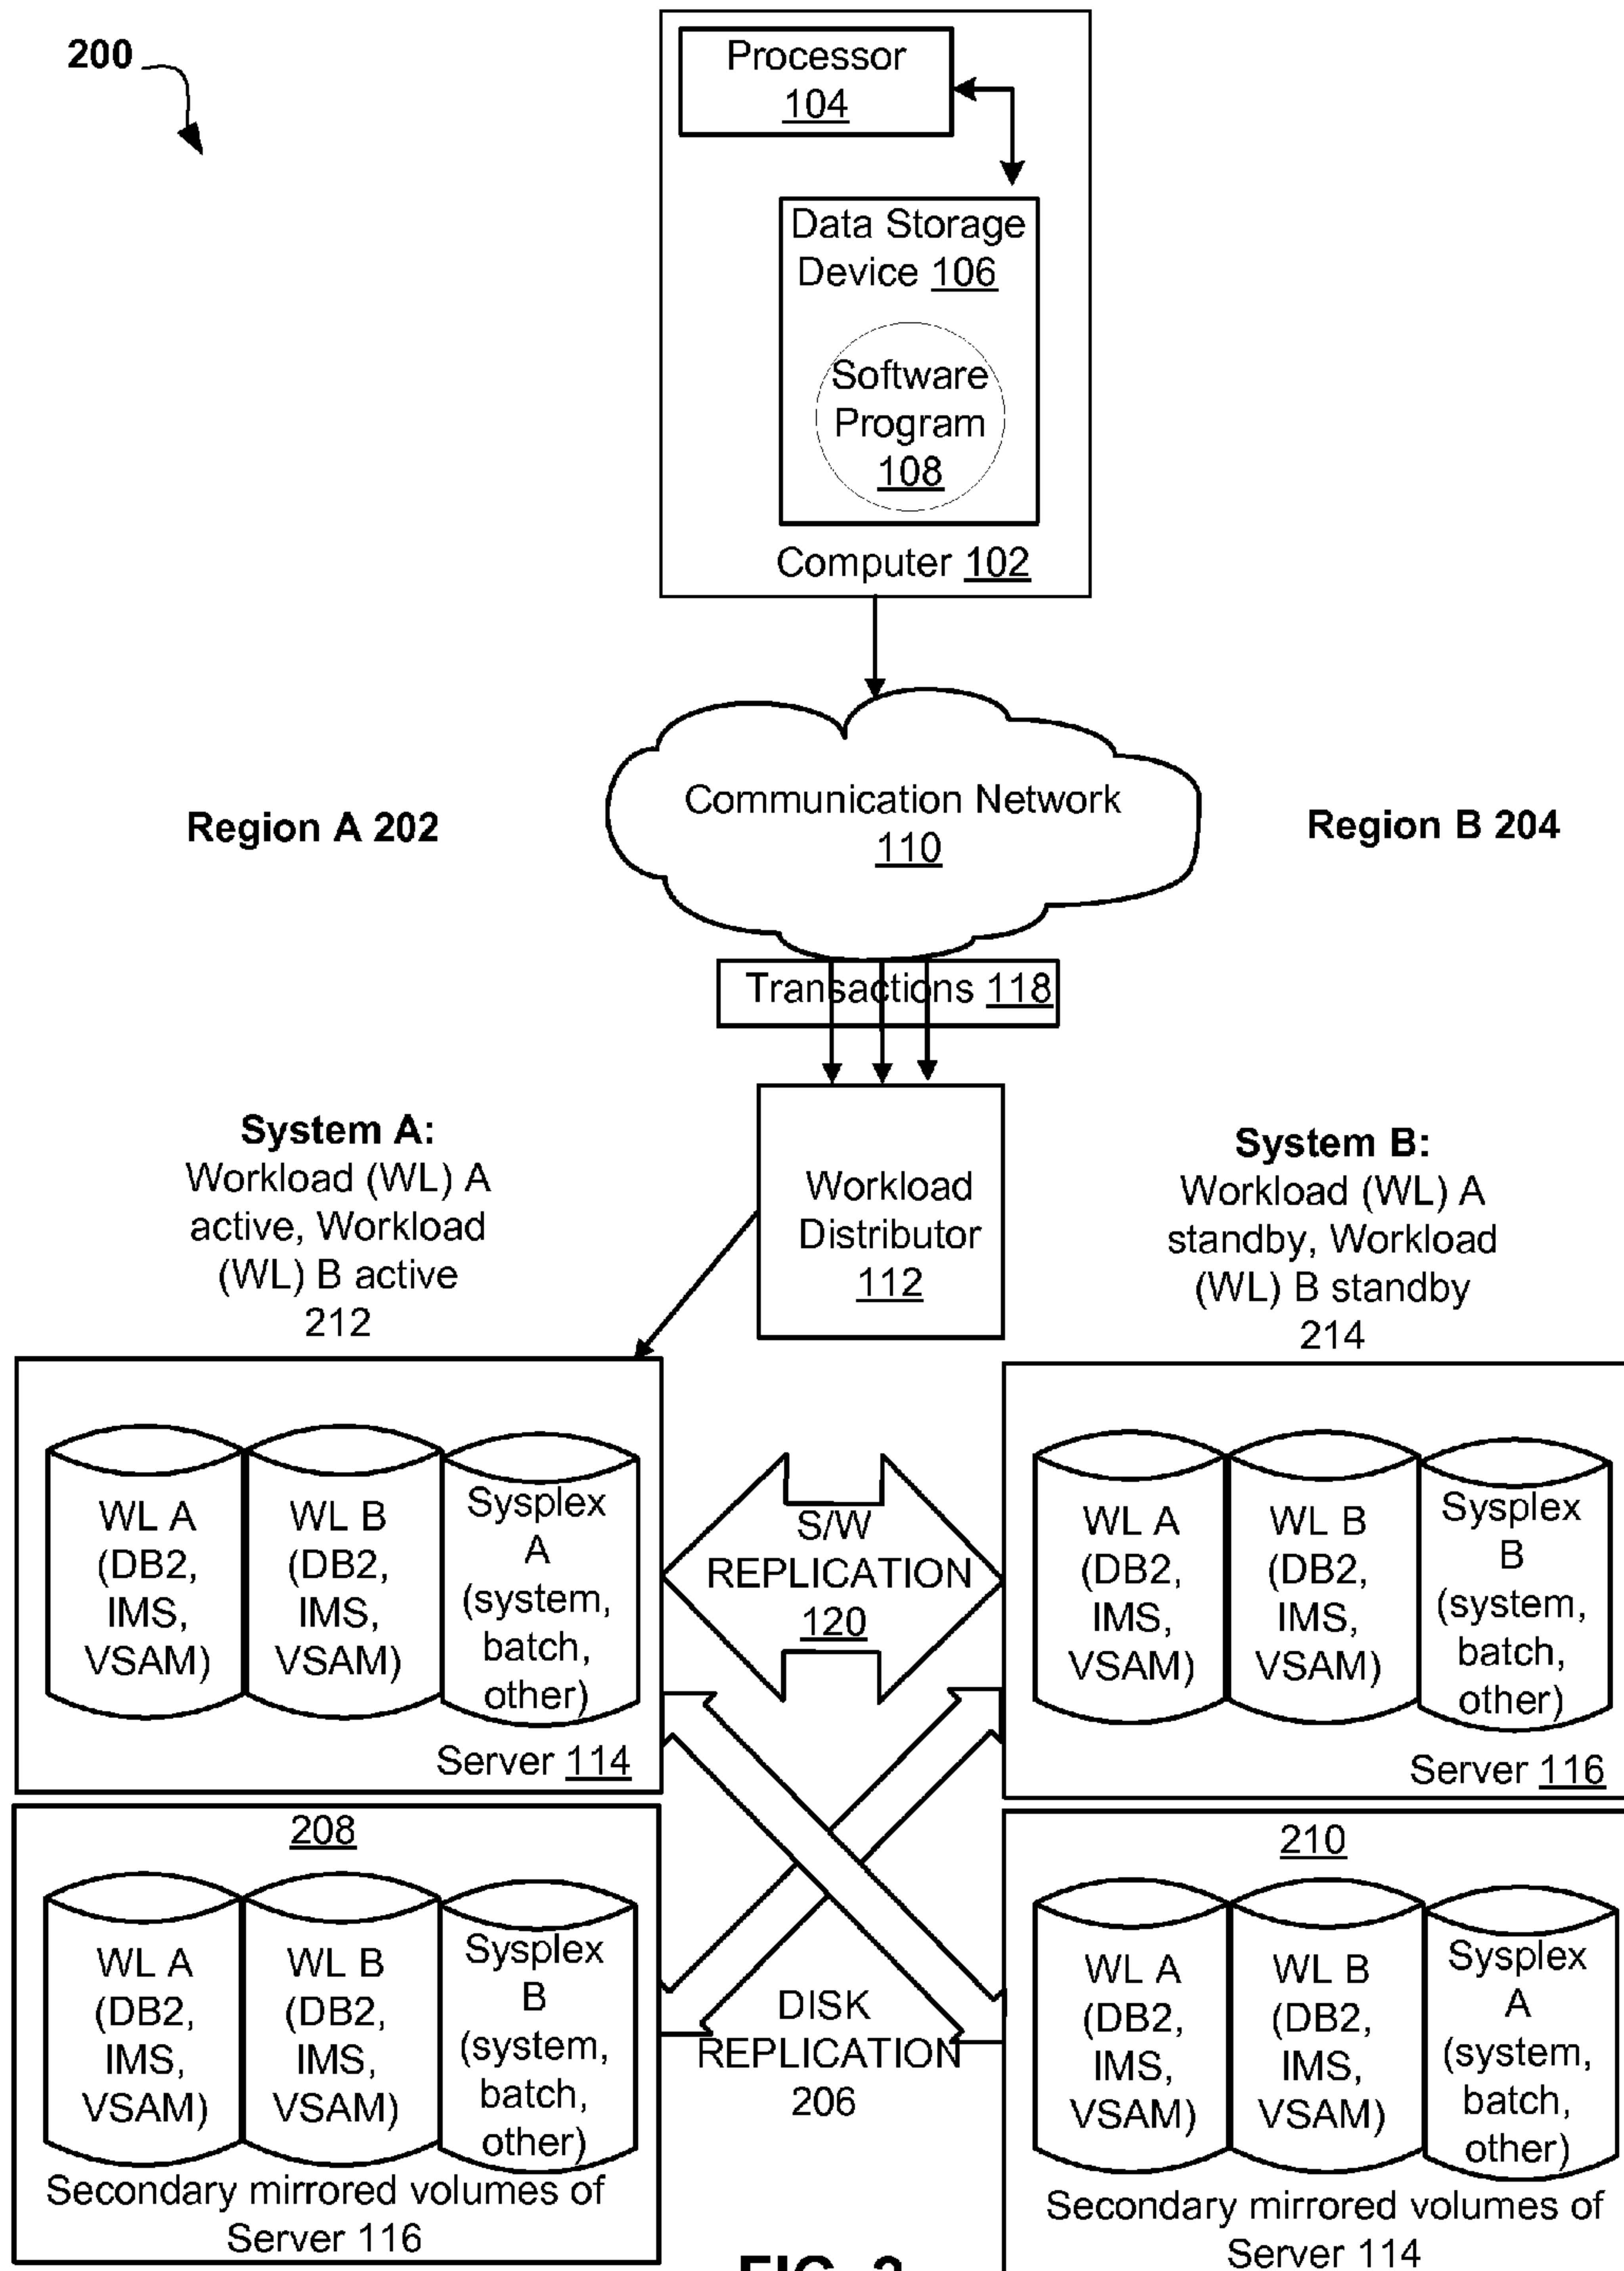 200
Processor
104
Data Storage
Device 106
Software
Program
108
Computer 102
Communication Network
110
Region A 202
Region B 204
Transactions 118
Workload
Distributor
112
System A:
Workload (WL) A
active, Workload
(WL) B active
212
System B:
Workload (WL) A
standby, Workload
(WL) B standby
214
WL A
(DB2,
IMS,
VSAM)
WL B
(DB2,
IMS,
VSAM)
Sysplex
A
(system,
batch,
other)
Server 114
S/W
REPLICATION
120
WL A
(DB2,
IMS,
VSAM)
WL B
(DB2,
IMS,
VSAM)
Sysplex
B
(system,
batch,
other)
Server 116
208
WL A
(DB2,
IMS,
VSAM)
WL B
(DB2,
IMS,
VSAM)
Sysplex
B
(system,
batch,
other)
Secondary mirrored volumes of
Server 116
DISK
REPLICATION
206
210
WL A
(DB2,
IMS,
VSAM)
WL B
(DB2,
IMS,
VSAM)
Sysplex
A
(system,
batch,
other)
Secondary mirrored volumes of
Server 114
FIG.